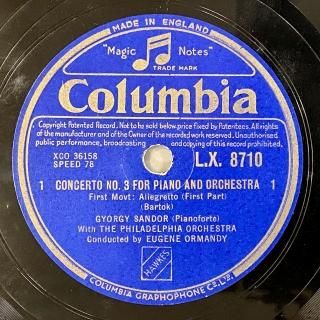 MADE IN ENGLAND
"Magic Notes"
TRADE MARK
Columbia
Copyright Patented Record. Not to be sold below price fixed by Patentees. All rights
of the manufacturer and of the Owner of the recorded work reserved. Unauthorised
public performance, broadcasting and copying of this record prohibited.
XCO 36158
SPEED 78
L.X. 8710
1 CONCERTO NO. 3 FOR PIANO AND ORCHESTRA 1
First Movt: Allegretto (First Part)
(Bartok)
GYORGY SANDOR (Pianoforte)
With THE PHILADELPHIA ORCHESTRA
Conducted by EUGENE ORMANDY
HAWKES
COLUMBIA GRAPHOPHONE CO. LTD.